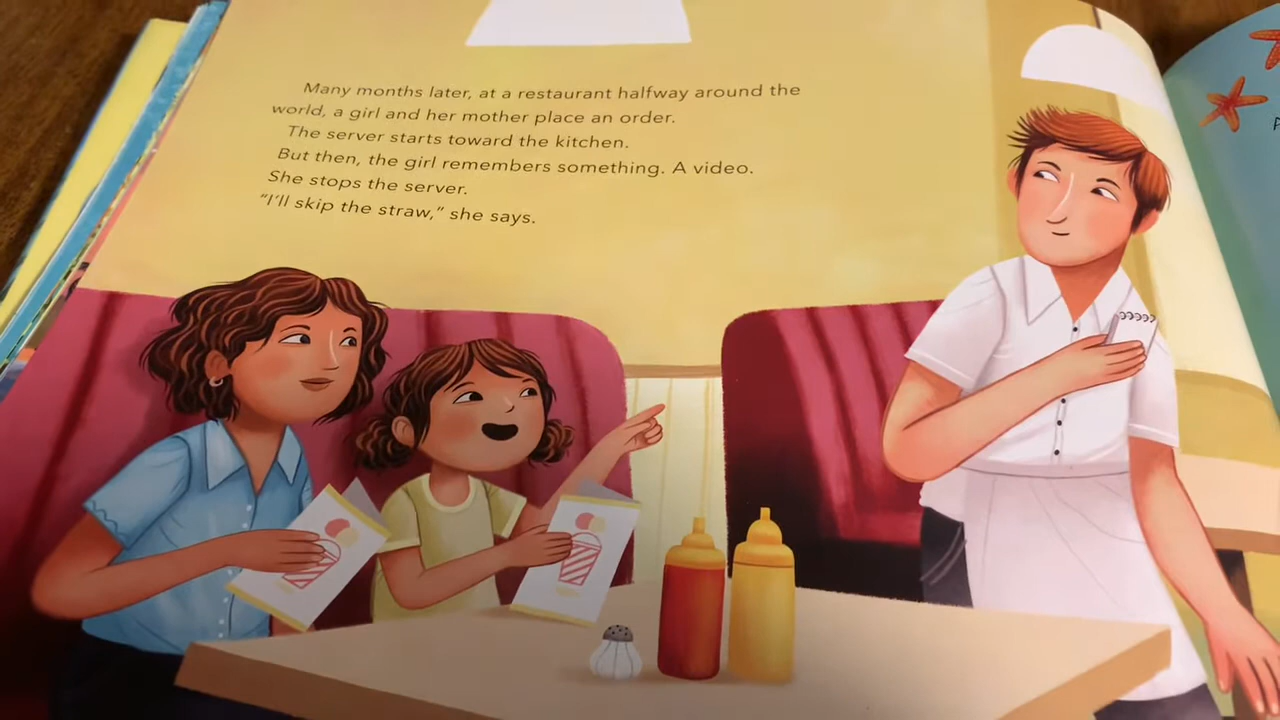 Many months later, at a restaurant halfway around the
world, a girl and her mother place an order.
The server starts toward the kitchen.
But then, the girl remembers something. A video.
She stops the server.
“I’ll skip the straw,” she says.